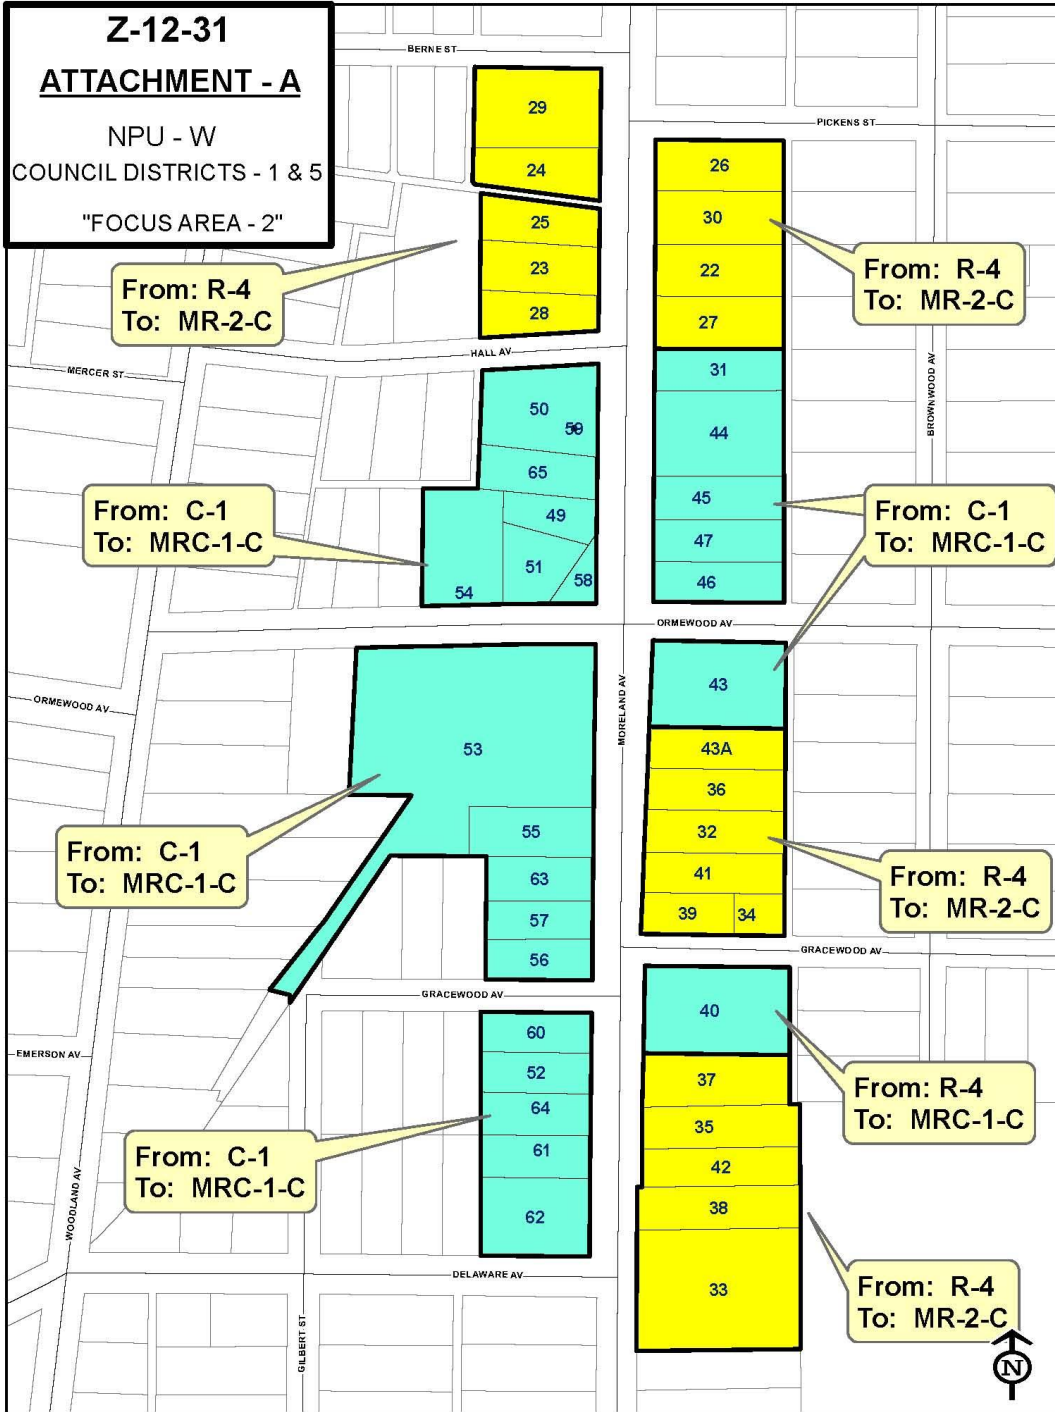 Z-12-31
ATTACHMENT - A
NPU - W
COUNCIL DISTRICTS - 1 & 5
"FOCUS AREA - 2"
BERNE ST
PICKENS ST
29
24
26
25
30
23
22
28
27
From: R-4
To: MR-2-C
From: R-4
To: MR-2-C
HALL AV
MERCER ST
BROWNWOOD AV
31
50
59
44
65
45
49
47
51
58
46
54
From: C-1
To: MRC-1-C
From: C-1
To: MRC-1-C
ORMEWOOD AV
ORMEWOOD AV
MORELAND AV
43
53
43A
36
55
32
63
41
57
39
34
56
From: C-1
To: MRC-1-C
From: R-4
To: MR-2-C
GRACEWOOD AV
GRACEWOOD AV
EMERSON AV
40
60
52
37
64
35
61
42
62
38
33
From: R-4
To: MRC-1-C
From: C-1
To: MRC-1-C
WOODLAND AV
DELAWARE AV
GILBERT ST
From: R-4
To: MR-2-C
N